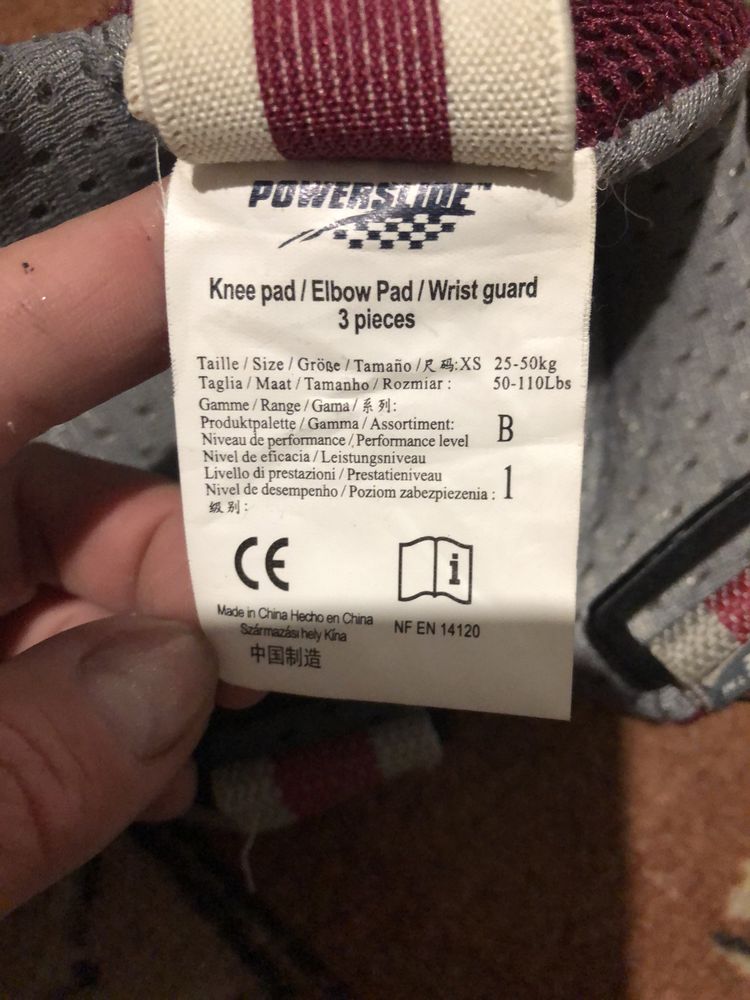 POWERSLIDE™
Knee pad / Elbow Pad / Wrist guard
3 pieces
Taille / Size / Größe / Tamaño / 尺码:XS 25-50kg
Taglia / Maat / Tamanho / Rozmiar : 50-110Lbs
Gamme / Range / Gama / 系列:
Produktpalette / Gamma / Assortiment: B
Niveau de performance / Performance level
Nivel de eficacia / Leistungsniveau
Livello di prestazioni / Prestatieniveau
Nivel de desempenho / Poziom zabezpiezenia : 1
级别:
CE
i
Made in China Hecho en China
Származási hely Kína
中国制造
NF EN 14120